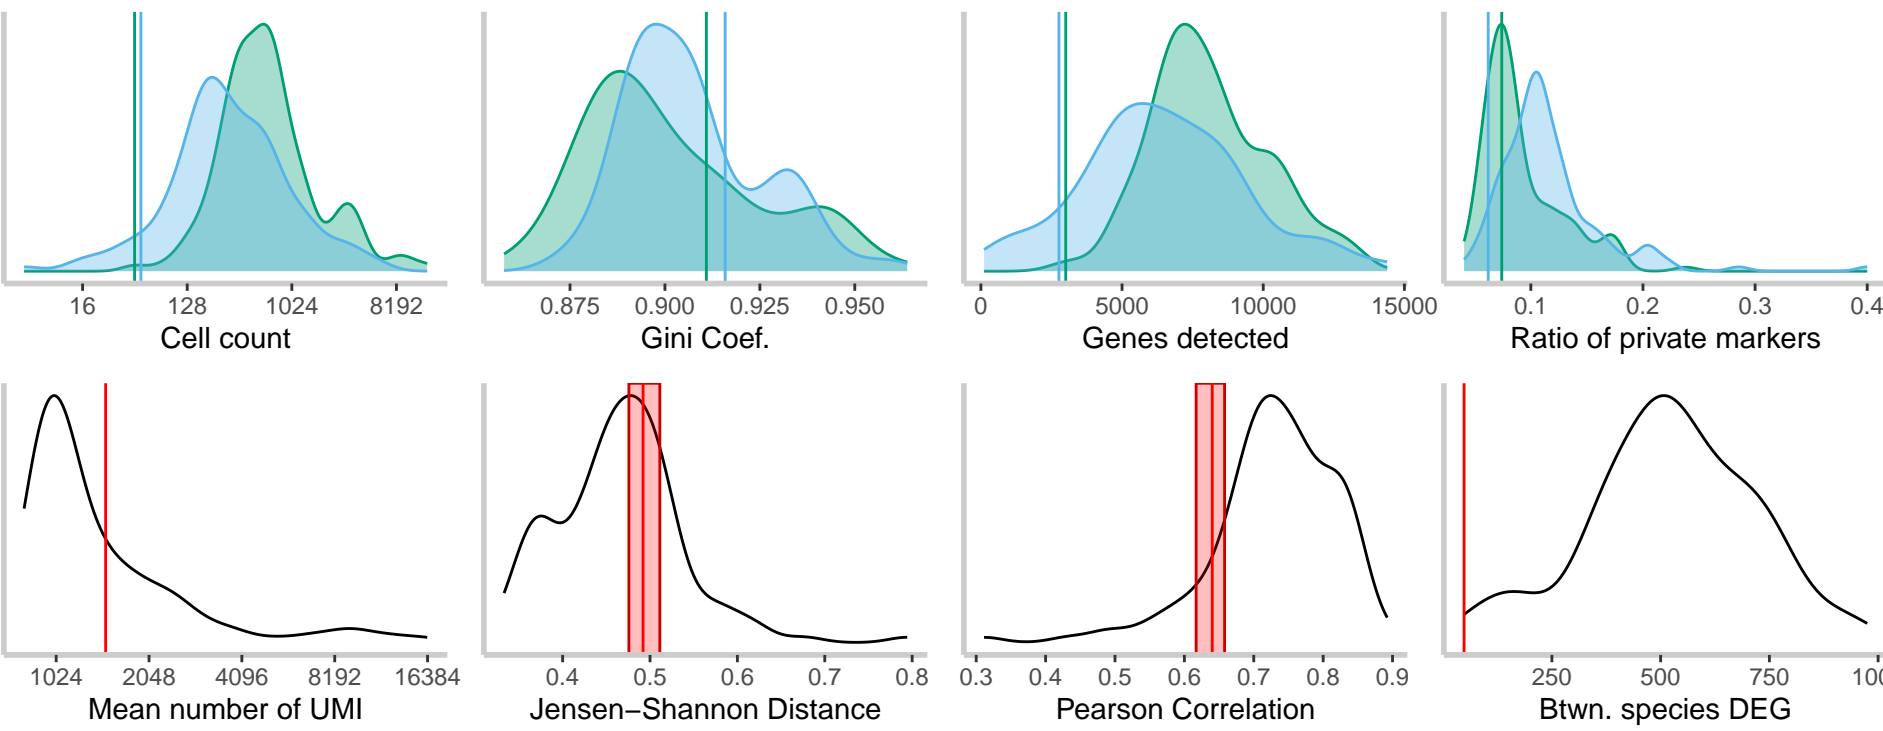 16 128 1024 8192
Cell count
0.875 0.900 0.925 0.950
Gini Coef.
0 5000 10000 15000
Genes detected
0.1 0.2 0.3 0.4
Ratio of private markers
1024 2048 4096 8192 16384
Mean number of UMI
0.4 0.5 0.6 0.7 0.8
Jensen−Shannon Distance
0.3 0.4 0.5 0.6 0.7 0.8 0.9
Pearson Correlation
250 500 750 100
Btwn. species DEG